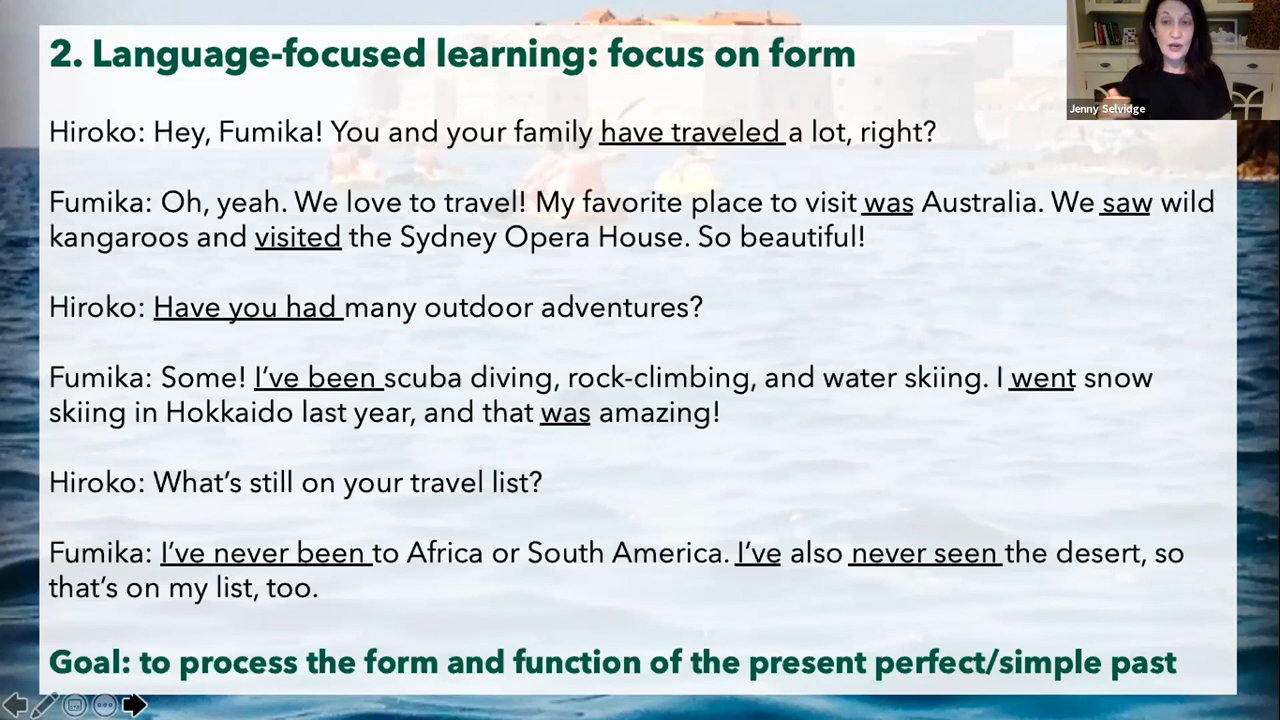 2. Language-focused learning: focus on form
Jenny Selvidge
Hiroko: Hey, Fumika! You and your family have traveled a lot, right?
Fumika: Oh, yeah. We love to travel! My favorite place to visit was Australia. We saw wild
kangaroos and visited the Sydney Opera House. So beautiful!
Hiroko: Have you had many outdoor adventures?
Fumika: Some! I’ve been scuba diving, rock-climbing, and water skiing. I went snow
skiing in Hokkaido last year, and that was amazing!
Hiroko: What’s still on your travel list?
Fumika: I’ve never been to Africa or South America. I’ve also never seen the desert, so
that’s on my list, too.
Goal: to process the form and function of the present perfect/simple past